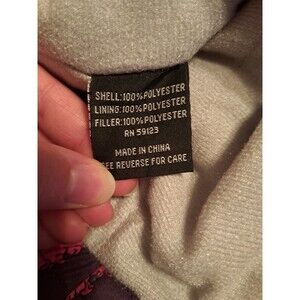 SHELL:100%POLYESTER
LINING:100%POLYESTER
FILLER:100%POLYESTER
RN 59123
MADE IN CHINA
SEE REVERSE FOR CARE